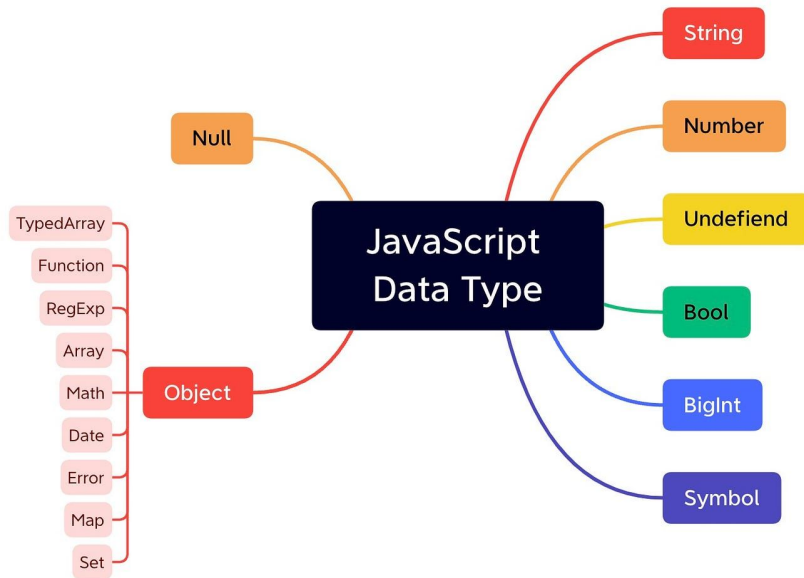 JavaScript
Data Type
String
Number
Undefiend
Bool
BigInt
Symbol
Null
Object
TypedArray
Function
RegExp
Array
Math
Date
Error
Map
Set